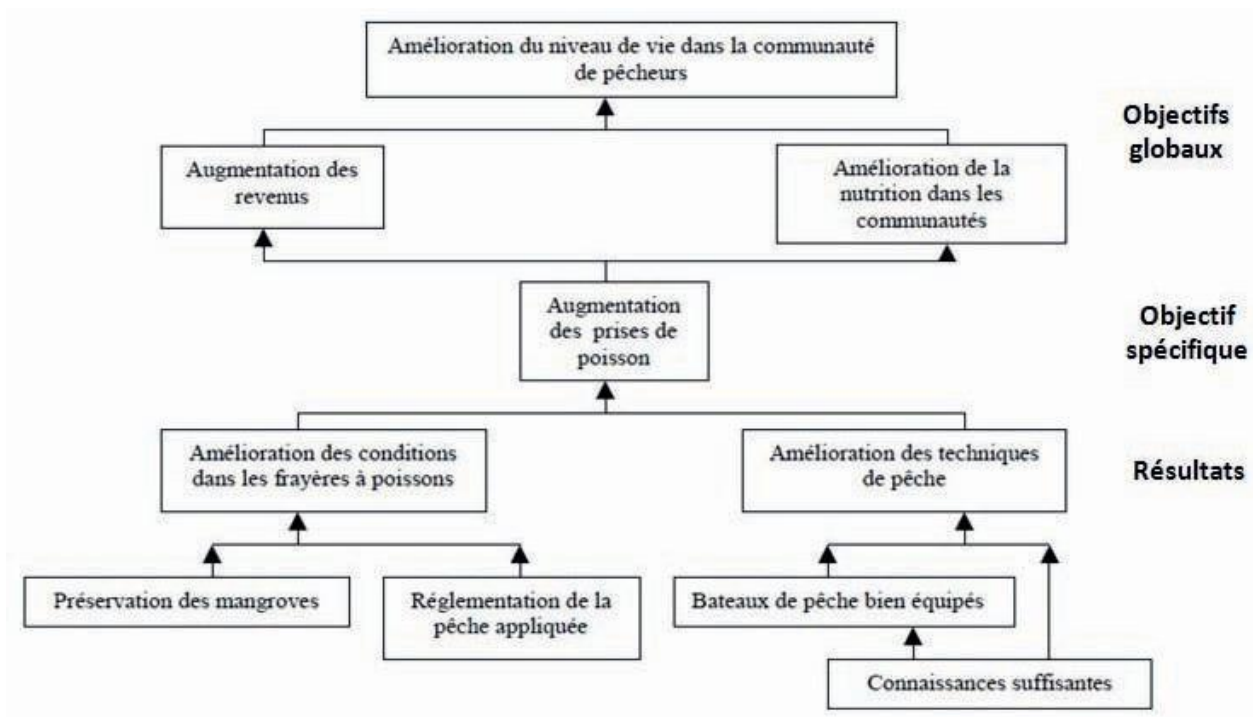 Amélioration du niveau de vie dans la communauté
de pêcheurs
Objectifs
globaux
Augmentation des
revenus
Amélioration de la
nutrition dans les
communautés
Augmentation
des prises de
poisson
Objectif
spécifique
Amélioration des conditions
dans les frayères à poissons
Amélioration des techniques
de pêche
Résultats
Préservation des mangroves
Réglementation de la
pêche appliquée
Bateaux de pêche bien équipés
Connaissances suffisantes